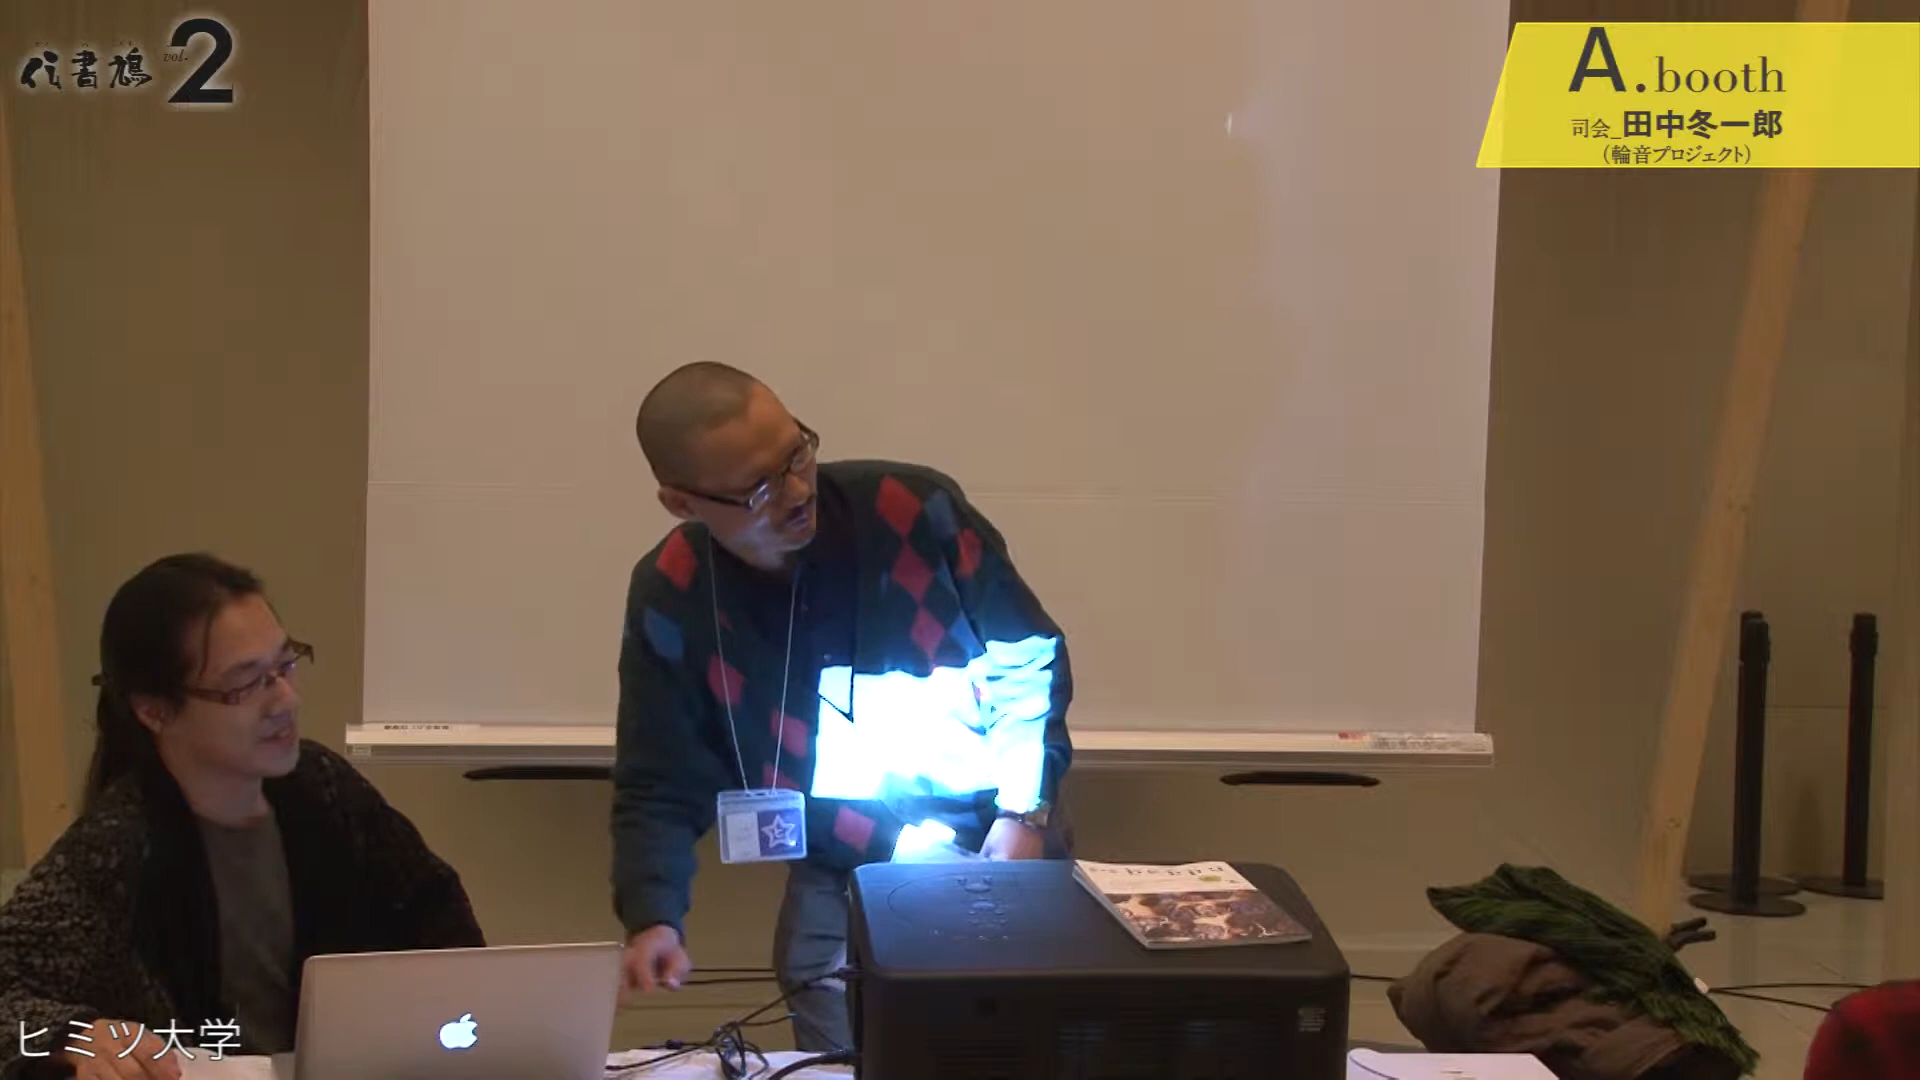 伝書鳩 vol.2
A.booth
司会_田中冬一郎
(輪音プロジェクト)
ヒミツ大学